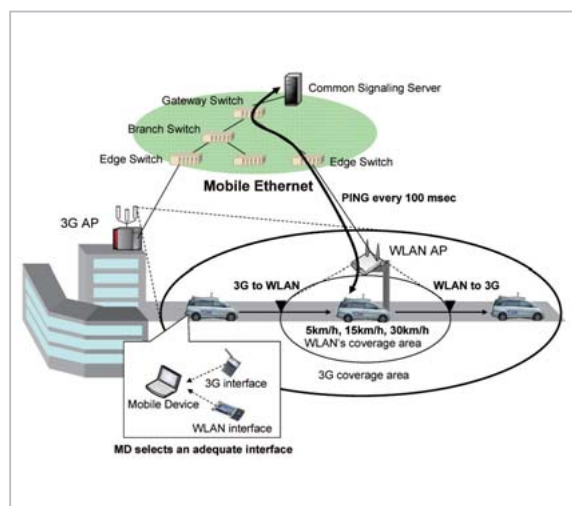 Common Signaling Server
Gateway Switch
Branch Switch
Edge Switch
Edge Switch
Mobile Ethernet
PING every 100 msec
3G AP
WLAN AP
3G to WLAN
WLAN to 3G
5km/h, 15km/h, 30km/h
WLAN's coverage area
3G coverage area
3G interface
Mobile Device
WLAN interface
MD selects an adequate interface